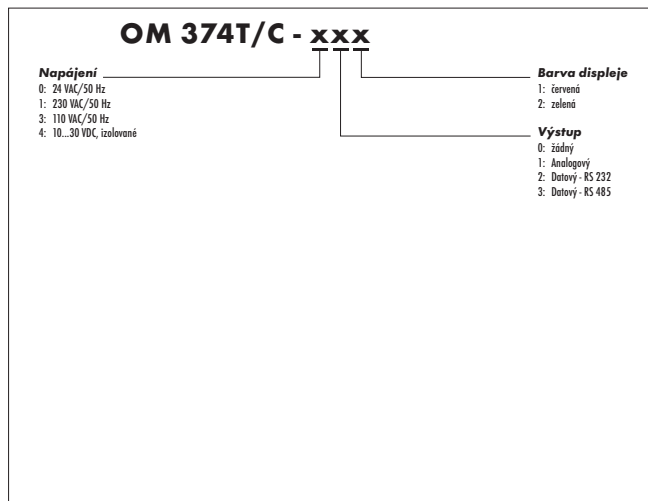 OM 374T/C - xxx
Napájení
0: 24 VAC/50 Hz
1: 230 VAC/50 Hz
3: 110 VAC/50 Hz
4: 10...30 VDC, izolované
Barva displeje
1: červená
2: zelená
Výstup
0: žádný
1: Analogový
2: Datový - RS 232
3: Datový - RS 485